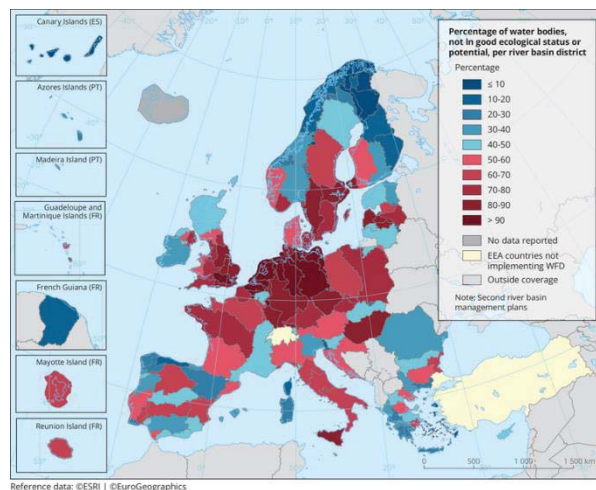 Canary Islands (ES)
Azores Islands (PT)
Madeira Island (PT)
Guadeloupe and
Martinique Islands (FR)
French Guiana (FR)
Mayotte Island (FR)
Reunion Island (FR)
Percentage of water bodies,
not in good ecological status or
potential, per river basin district
Percentage
≤ 10
10-20
20-30
30-40
40-50
50-60
60-70
70-80
80-90
> 90
No data reported
EEA countries not
implementing WFD
Outside coverage
Note: Second river basin
management plans
0 500 1 000 1 500 km
Reference data: ©ESRI | ©EuroGeographics